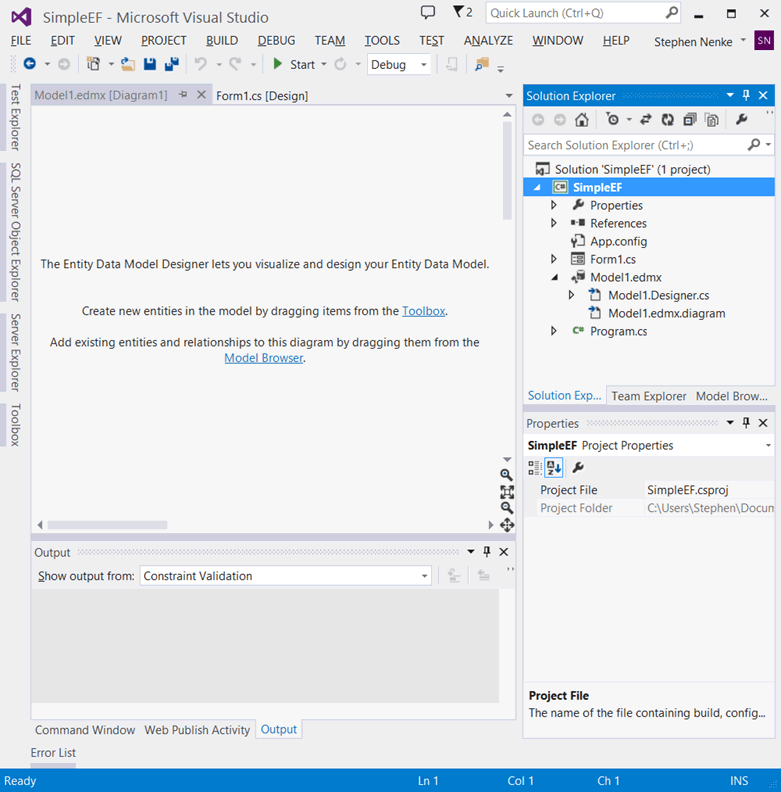 SimpleEF - Microsoft Visual Studio
2
Quick Launch (Ctrl+Q)
FILE EDIT VIEW PROJECT BUILD DEBUG TEAM TOOLS TEST ANALYZE WINDOW HELP Stephen Nenke SN
Start Debug
Test Explorer
SQL Server Object Explorer
Server Explorer
Toolbox
Model1.edmx [Diagram1] Form1.cs [Design]
The Entity Data Model Designer lets you visualize and design your Entity Data Model.
Create new entities in the model by dragging items from the Toolbox.
Add existing entities and relationships to this diagram by dragging them from the
Model Browser.
Output
Show output from: Constraint Validation
Command Window Web Publish Activity Output
Error List
Solution Explorer
Search Solution Explorer (Ctrl+;)
Solution 'SimpleEF' (1 project)
C# SimpleEF
Properties
References
App.config
Form1.cs
Model1.edmx
Model1.Designer.cs
Model1.edmx.diagram
C# Program.cs
Solution Exp... Team Explorer Model Brow...
Properties
SimpleEF Project Properties
Project File SimpleEF.csproj
Project Folder C:\Users\Stephen\Docum
Project File
The name of the file containing build, config...
Ready Ln 1 Col 1 Ch 1 INS